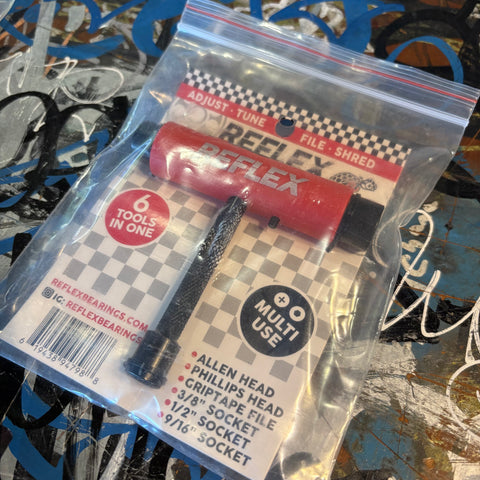 ADJUST · TUNE
FILE · SHRED
REFLEX
REFLEX
6
TOOLS
IN ONE
MULTI
USE
REFLEXBEARINGS.COM
IG: REFLEXBEARINGS
• ALLEN HEAD
• PHILLIPS HEAD
• GRIPTAPE FILE
• 3/8" SOCKET
• 1/2" SOCKET
• 9/16" SOCKET